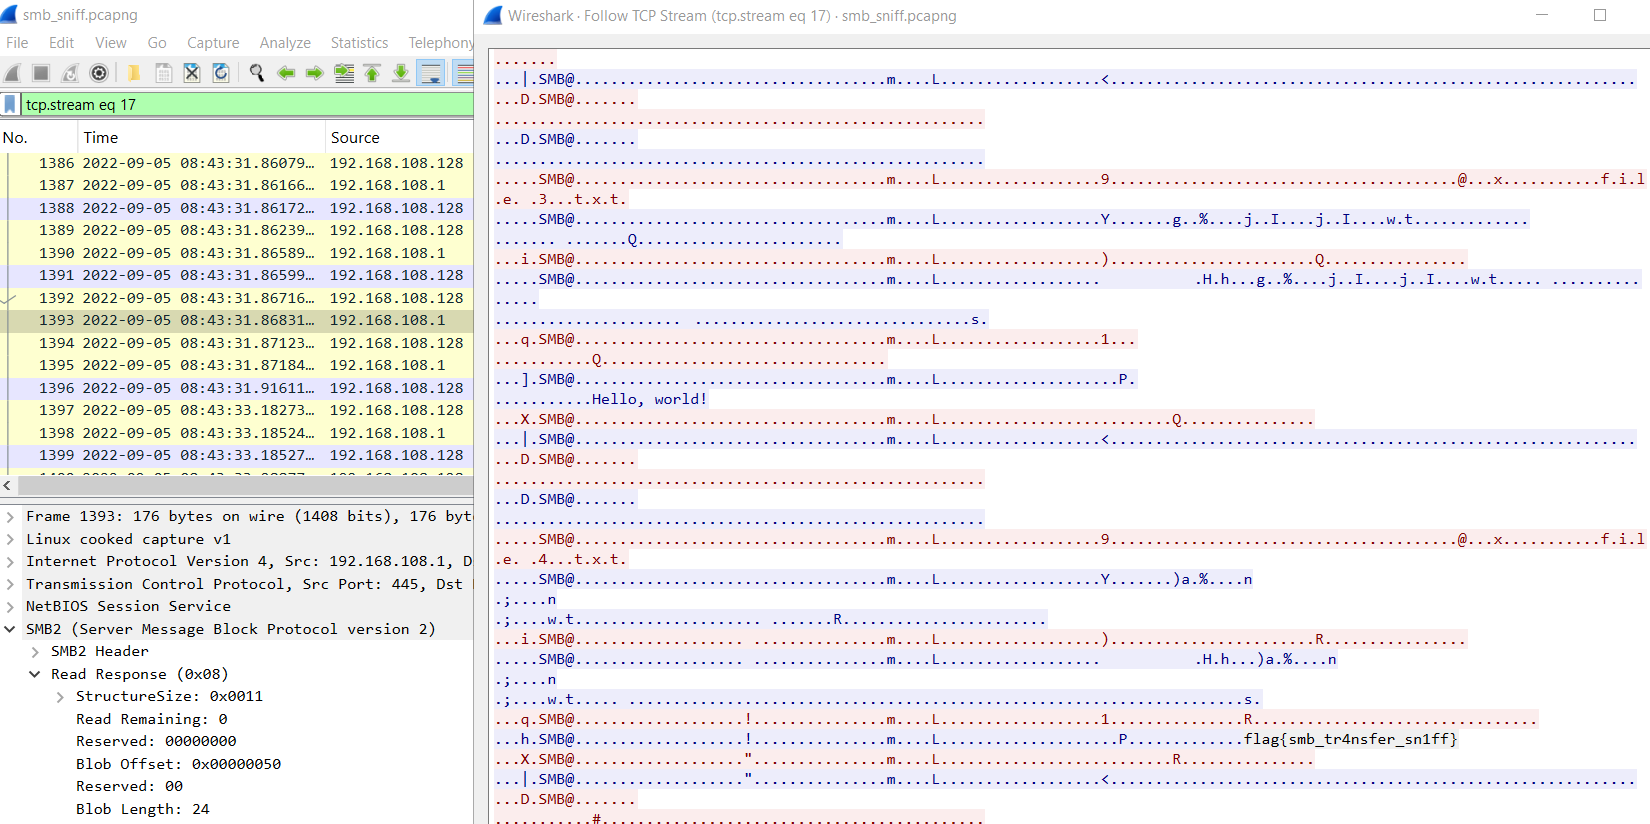 smb_sniff.pcapng
File Edit View Go Capture Analyze Statistics Telephony
tcp.stream eq 17
No. Time Source
1386 2022-09-05 08:43:31.86079… 192.168.108.128
1387 2022-09-05 08:43:31.86166… 192.168.108.1
1388 2022-09-05 08:43:31.86172… 192.168.108.128
1389 2022-09-05 08:43:31.86239… 192.168.108.128
1390 2022-09-05 08:43:31.86589… 192.168.108.1
1391 2022-09-05 08:43:31.86599… 192.168.108.128
1392 2022-09-05 08:43:31.86716… 192.168.108.128
1393 2022-09-05 08:43:31.86831… 192.168.108.1
1394 2022-09-05 08:43:31.87123… 192.168.108.128
1395 2022-09-05 08:43:31.87184… 192.168.108.1
1396 2022-09-05 08:43:31.91611… 192.168.108.128
1397 2022-09-05 08:43:33.18273… 192.168.108.128
1398 2022-09-05 08:43:33.18524… 192.168.108.1
1399 2022-09-05 08:43:33.18527… 192.168.108.128
Frame 1393: 176 bytes on wire (1408 bits), 176 byt
Linux cooked capture v1
Internet Protocol Version 4, Src: 192.168.108.1, D
Transmission Control Protocol, Src Port: 445, Dst
NetBIOS Session Service
SMB2 (Server Message Block Protocol version 2)
SMB2 Header
Read Response (0x08)
StructureSize: 0x0011
Read Remaining: 0
Reserved: 00000000
Blob Offset: 0x00000050
Reserved: 00
Blob Length: 24
Wireshark · Follow TCP Stream (tcp.stream eq 17) · smb_sniff.pcapng
.......
...|.SMB@...................................m....L..................<............................................................
...D.SMB@.......
.......................................................
...D.SMB@.......
.......................................................
.....SMB@...................................m....L..................9.......................................@...x...........f.i.l
.e. .3...t.x.t.
.....SMB@...................................m....L..................Y.......g..%....j..I....j..I....w.t.............
....... .......Q.......................
...i.SMB@...................................m....L..................).......................Q................
.....SMB@...................................m....L.................. .H.h...g..%....j..I....j..I....w.t..... ..........
.....
..................... ...............................s.
...q.SMB@...................................m....L..................1...
...........Q................................
...].SMB@...................................m....L....................P.
...........Hello, world!
...X.SMB@...................................m....L..........................Q...............
...|.SMB@...................................m....L..................<............................................................
...D.SMB@.......
.......................................................
...D.SMB@.......
.......................................................
.....SMB@...................................m....L..................9.......................................@...x...........f.i.l
.e. .4...t.x.t.
.....SMB@...................................m....L..................Y.......)a.%....n
.;....n
.;....w.t..................... .......R.......................
...i.SMB@...................................m....L..................).......................R................
.....SMB@.................... ..............m....L.................. .H.h...)a.%....n
.;....n
.;....w.t..... ......................................................................s.
...q.SMB@...................!...............m....L..................1...............R................................
...h.SMB@...................!...............m....L....................P.............flag{smb_tr4nsfer_sn1ff}
...X.SMB@..................."...............m....L..........................R...............
...|.SMB@..................."...............m....L..................<............................................................
...D.SMB@.......
...........#...........................................